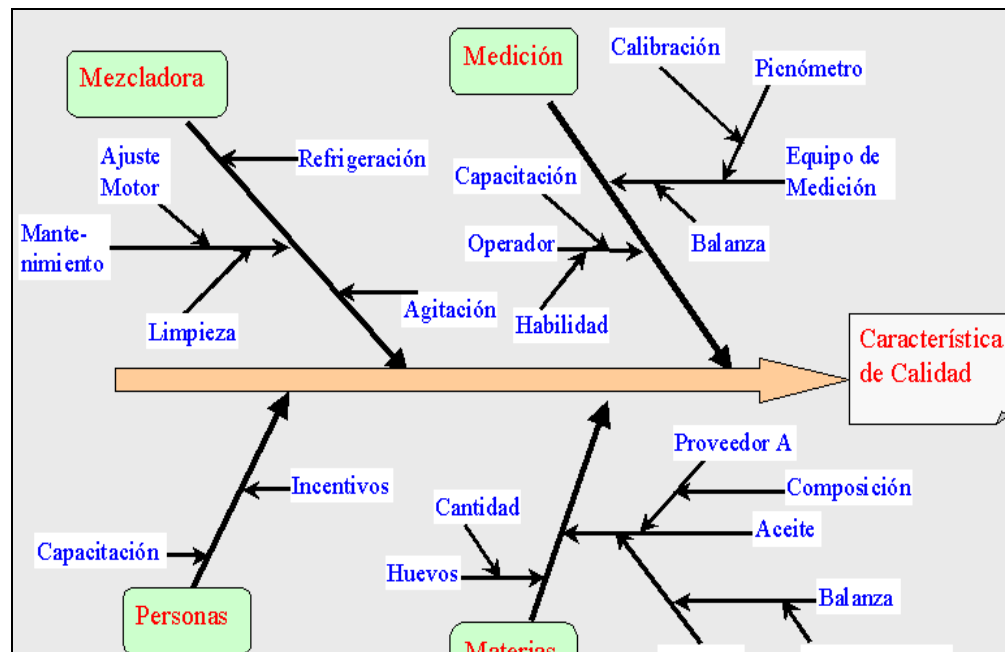 Mezcladora
Medición
Calibración
Picnómetro
Ajuste
Motor
Refrigeración
Capacitación
Equipo de
Medición
Mante-
nimiento
Operador
Balanza
Limpieza
Agitación
Habilidad
Característica
de Calidad
Incentivos
Capacitación
Personas
Proveedor A
Composición
Cantidad
Aceite
Huevos
Balanza
Materias